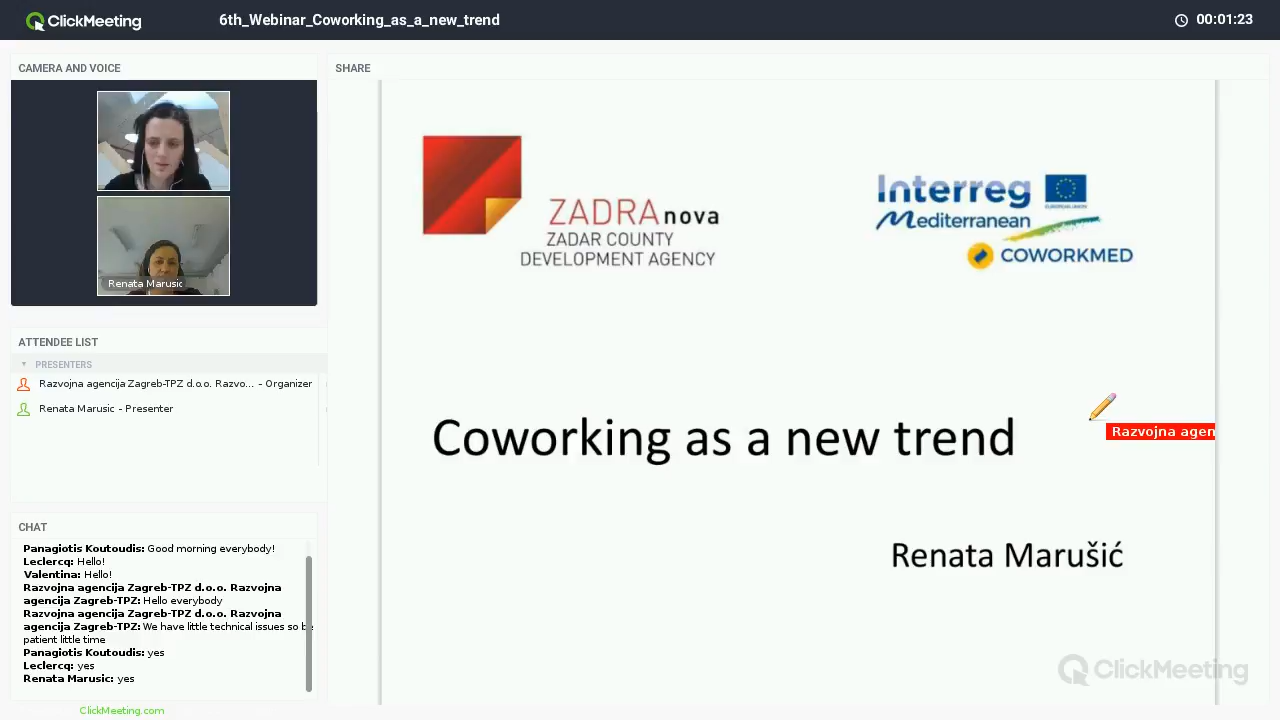 ClickMeeting
6th_Webinar_Coworking_as_a_new_trend
00:01:23
CAMERA AND VOICE
Renata Marusic
ATTENDEE LIST
PRESENTERS
Razvojna agencija Zagreb-TPZ d.o.o. Razvo... - Organizer
Renata Marusic - Presenter
CHAT
Panagiotis Koutoudis: Good morning everybody!
Leclercq: Hello!
Valentina: Hello!
Razvojna agencija Zagreb-TPZ d.o.o. Razvojna
agencija Zagreb-TPZ: Hello everybody
Razvojna agencija Zagreb-TPZ d.o.o. Razvojna
agencija Zagreb-TPZ: We have little technical issues so be
patient little time
Panagiotis Koutoudis: yes
Leclercq: yes
Renata Marusic: yes
ClickMeeting.com
SHARE
ZADRA nova
ZADAR COUNTY
DEVELOPMENT AGENCY
Interreg
EUROPEAN UNION
Mediterranean
COWORKMED
Coworking as a new trend
Razvojna agen
Renata Marušić
ClickMeeting